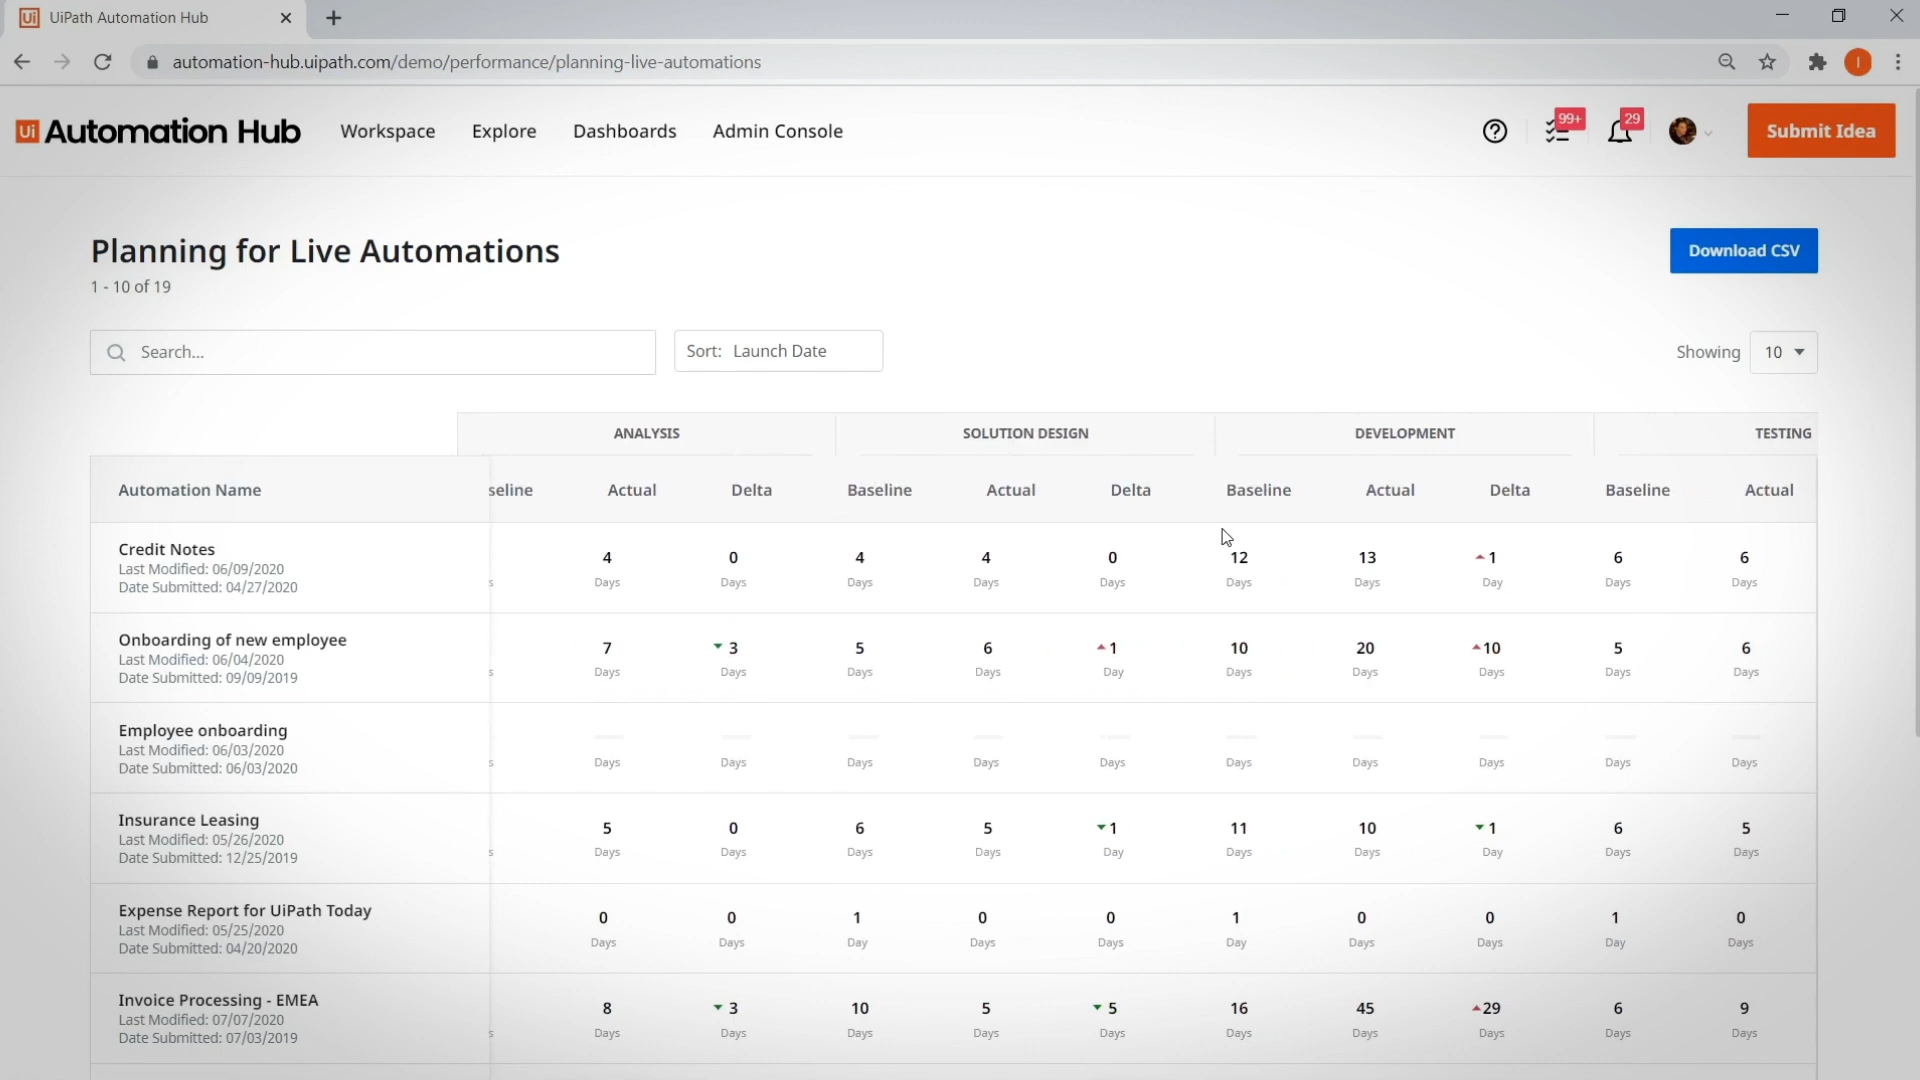 UiPath Automation Hub
automation-hub.uipath.com/demo/performance/planning-live-automations
I
Ui Automation Hub Workspace Explore Dashboards Admin Console 99+ 29 Submit Idea
Planning for Live Automations
Download CSV
1 - 10 of 19
Search...
Sort: Launch Date
Showing 10
ANALYSIS SOLUTION DESIGN DEVELOPMENT TESTING
Automation Name seline Actual Delta Baseline Actual Delta Baseline Actual Delta Baseline Actual
Credit Notes
4 0 4 4 0 12 13 1 6 6
Last Modified: 06/09/2020
s Days Days Days Days Days Days Days Day Days Days
Date Submitted: 04/27/2020
Onboarding of new employee
7 3 5 6 1 10 20 10 5 6
Last Modified: 06/04/2020
s Days Days Days Days Day Days Days Days Days Days
Date Submitted: 09/09/2019
Employee onboarding
Last Modified: 06/03/2020
s Days Days Days Days Days Days Days Days Days Days
Date Submitted: 06/03/2020
Insurance Leasing
5 0 6 5 1 11 10 1 6 5
Last Modified: 05/26/2020
s Days Days Days Days Day Days Days Day Days Days
Date Submitted: 12/25/2019
Expense Report for UiPath Today
0 0 1 0 0 1 0 0 1 0
Last Modified: 05/25/2020
Days Days Day Days Days Day Days Days Day Days
Date Submitted: 04/20/2020
Invoice Processing - EMEA
8 3 10 5 5 16 45 29 6 9
Last Modified: 07/07/2020
s Days Days Days Days Days Days Days Days Days Days
Date Submitted: 07/03/2019